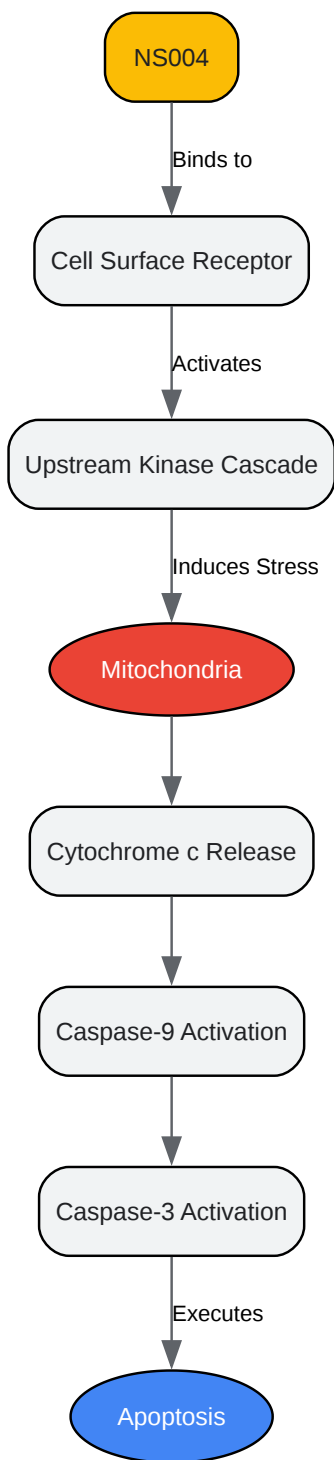 NS004
Binds to
Cell Surface Receptor
Activates
Upstream Kinase Cascade
Induces Stress
Mitochondria
Cytochrome c Release
Caspase-9 Activation
Caspase-3 Activation
Executes
Apoptosis